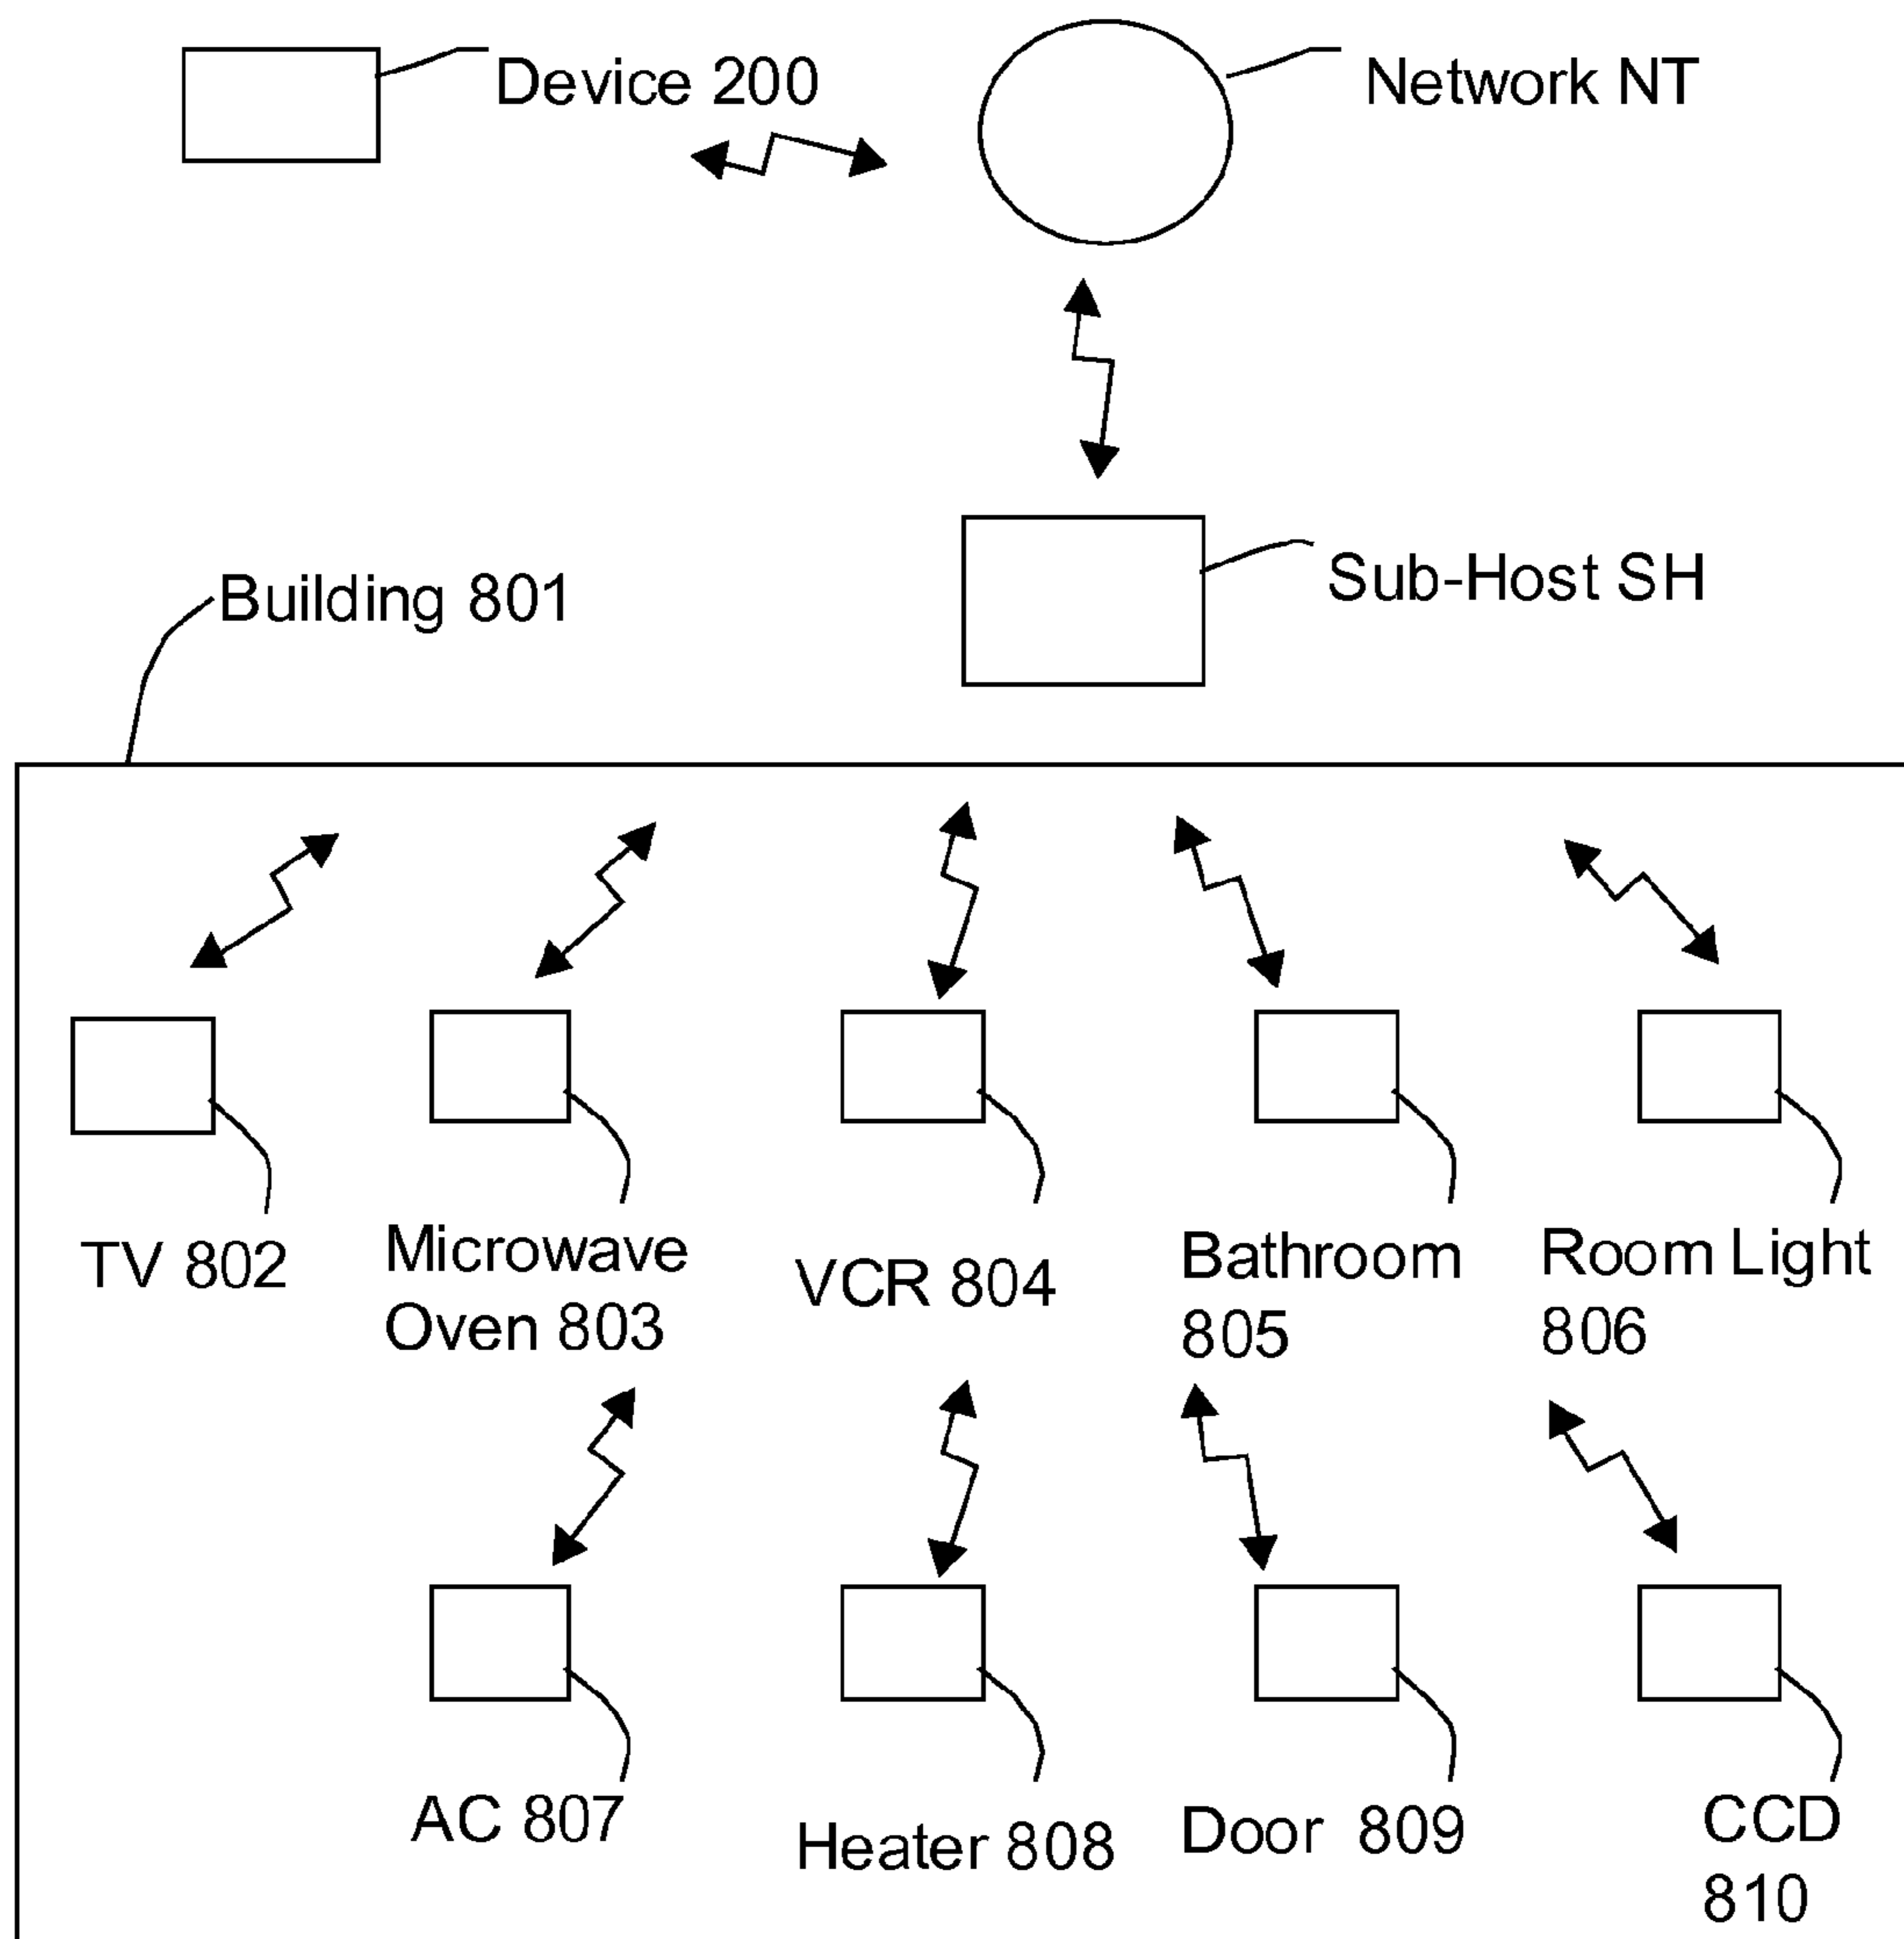 Device 200
Network NT
Sub-Host SH
Building 801
TV 802
Microwave
Oven 803
VCR 804
Bathroom
805
Room Light
806
AC 807
Heater 808
Door 809
CCD
810